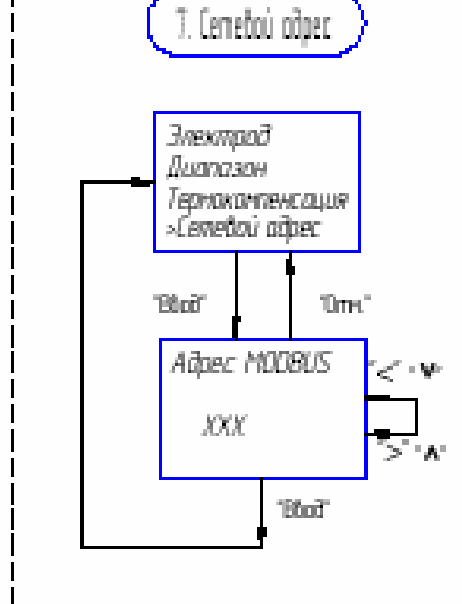 7. Сетевой адрес
Электрод
Диапазон
Термокомпенсация
>Сетевой адрес
"Ввод" "Отм."
Адрес MODBUS
XXX
"<" "∨"
">" "∧"
"Ввод"